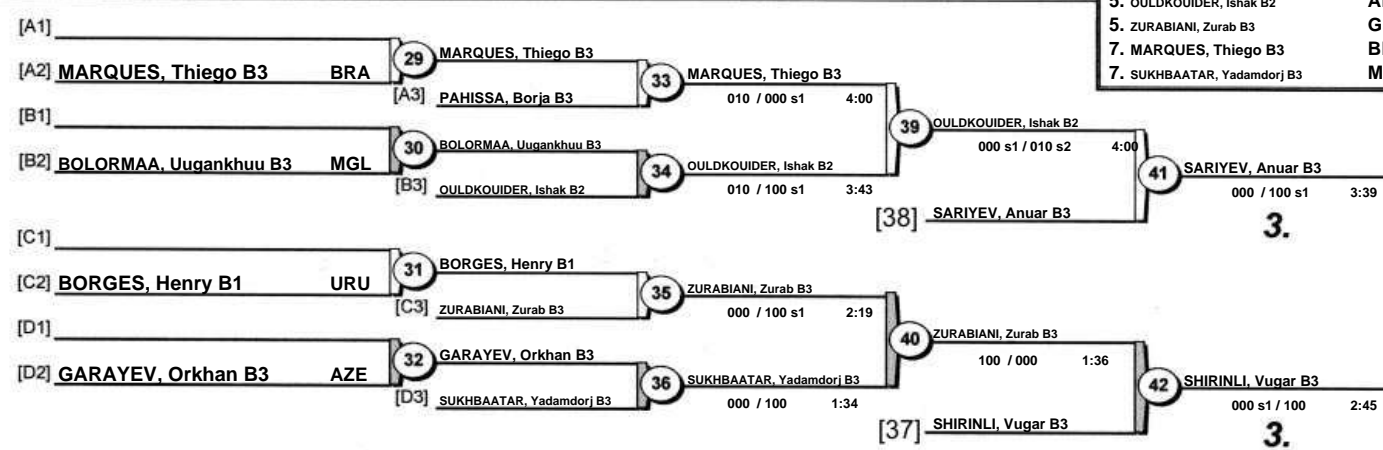 5. OULDKOUIDER, Ishak B2
5. ZURABIANI, Zurab B3 G
7. MARQUES, Thiego B3
7. SUKHBAATAR, Yadamdorj B3 M
[A1]
[A2] MARQUES, Thiego B3 BRA
29
MARQUES, Thiego B3
[A3] PAHISSA, Borja B3
33
MARQUES, Thiego B3
010 / 000 s1 4:00
[B1]
[B2] BOLORMAA, Uugankhuu B3 MGL
30
BOLORMAA, Uugankhuu B3
[B3] OULDKOUIDER, Ishak B2
34
OULDKOUIDER, Ishak B2
010 / 100 s1 3:43
39
OULDKOUIDER, Ishak B2
000 s1 / 010 s2 4:00
[38] SARIYEV, Anuar B3
41
SARIYEV, Anuar B3
000 / 100 s1 3:39
3.
[C1]
[C2] BORGES, Henry B1 URU
31
BORGES, Henry B1
[C3] ZURABIANI, Zurab B3
35
ZURABIANI, Zurab B3
000 / 100 s1 2:19
[D1]
[D2] GARAYEV, Orkhan B3 AZE
32
GARAYEV, Orkhan B3
[D3] SUKHBAATAR, Yadamdorj B3
36
SUKHBAATAR, Yadamdorj B3
000 / 100 1:34
40
ZURABIANI, Zurab B3
100 / 000 1:36
[37] SHIRINLI, Vugar B3
42
SHIRINLI, Vugar B3
000 s1 / 100 2:45
3.